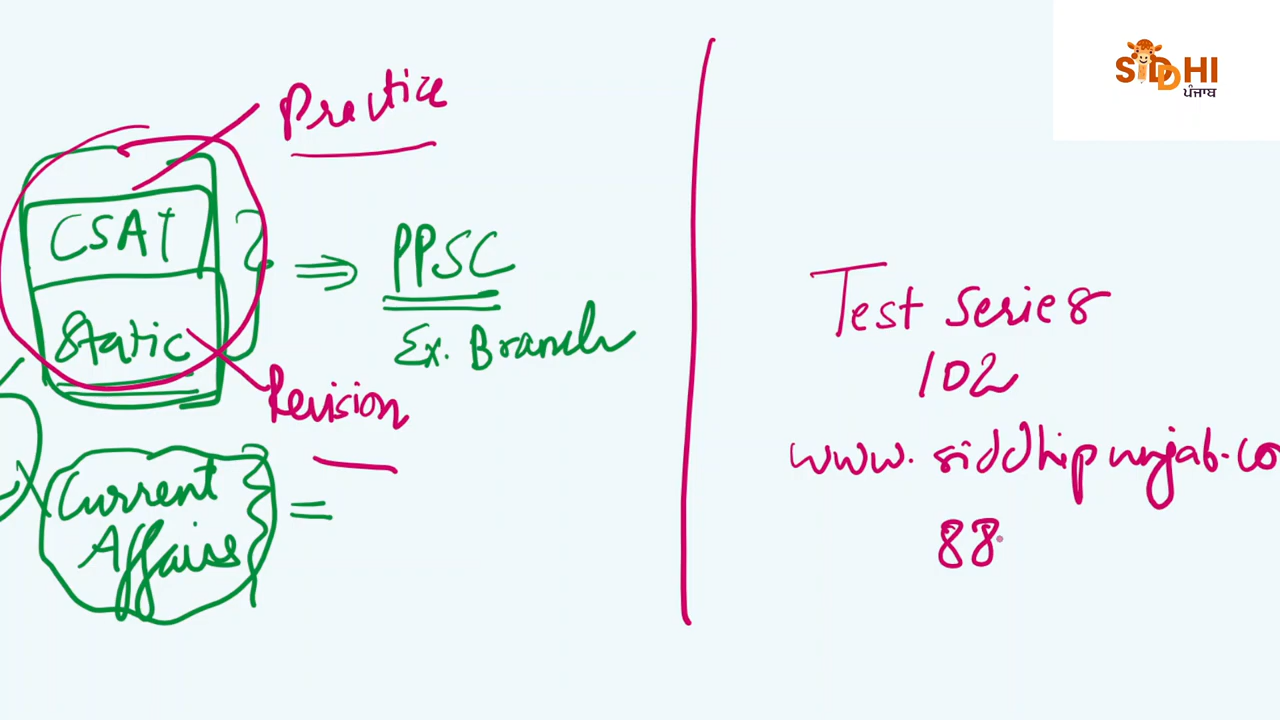 Practice
CSAT
Static
⇒ PPSC
Ex. Branch
Revision
Current
Affairs
=
SIDDHI
ਪੰਜਾਬ
Test Series
102
www.siddhipunjab.co
88